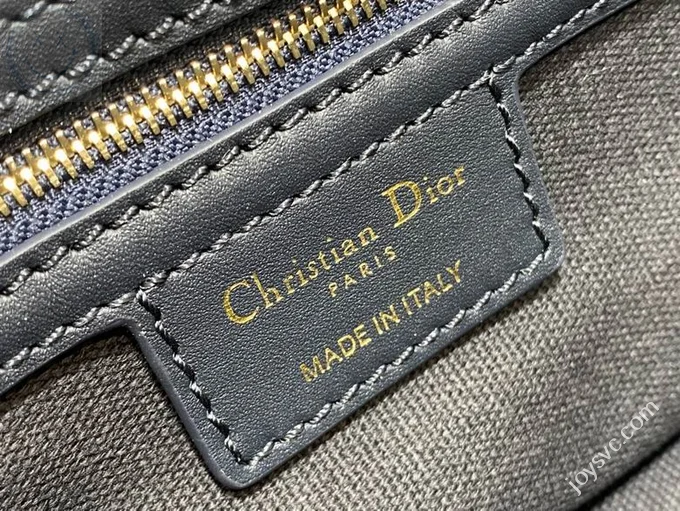 Christian Dior
PARIS
MADE IN ITALY
joysvc.com